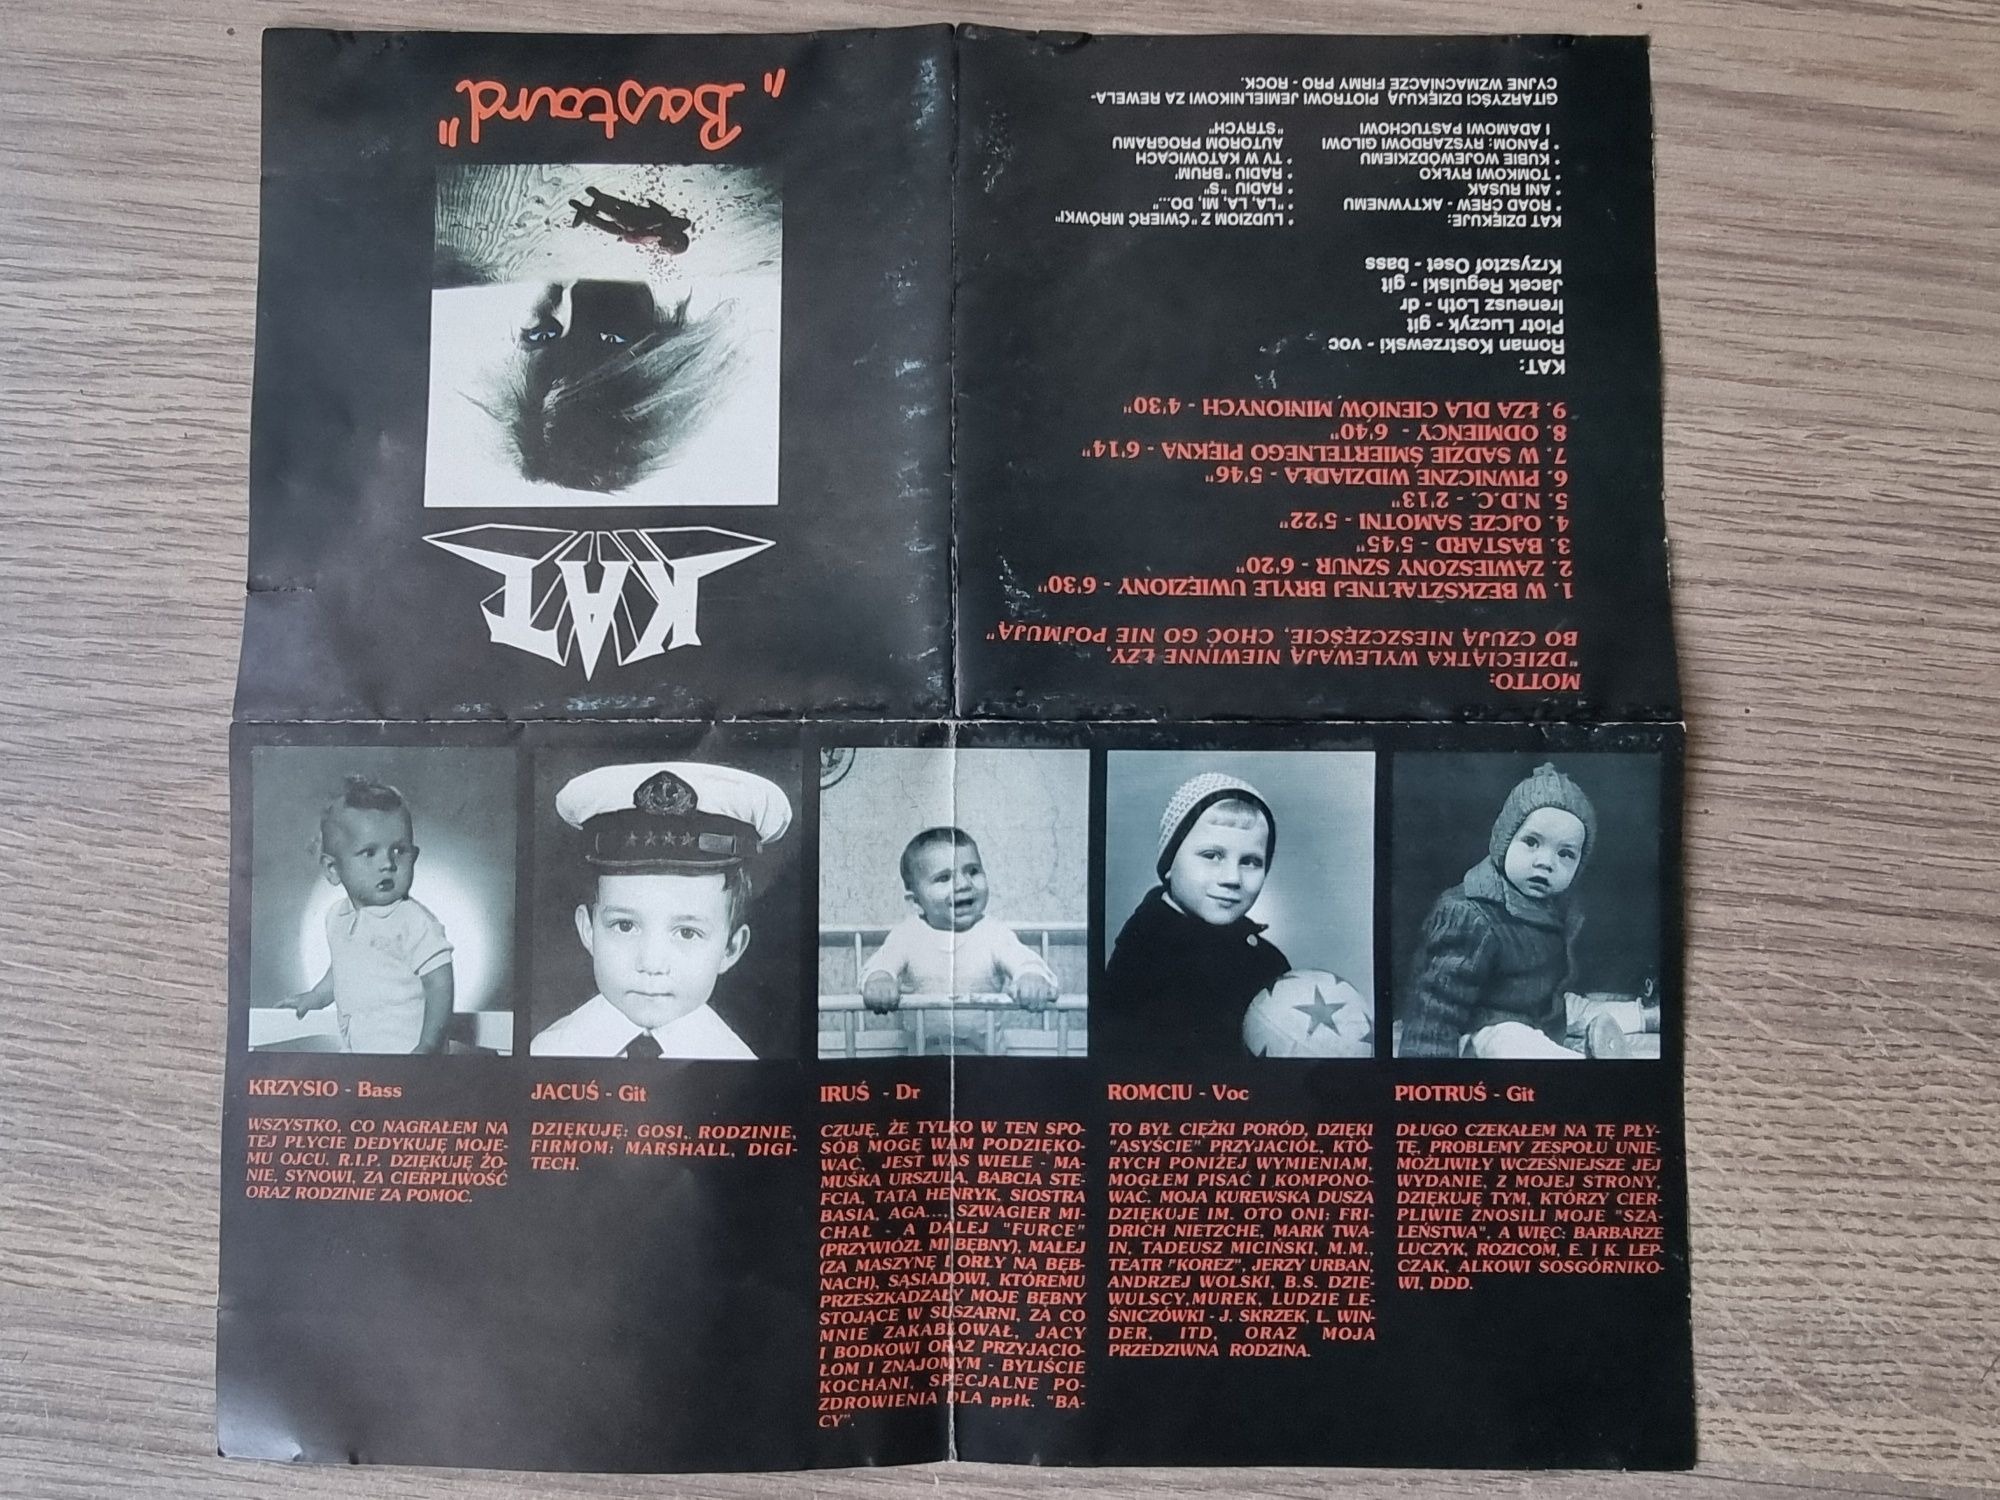 KAT
"Bastard"
MOTTO:
"DZIECIĄTKA WYLEWAJĄ NIEWINNE ŁZY,
BO CZUJĄ NIESZCZĘŚCIE, CHOĆ GO NIE POJMUJĄ"
1. W BEZKSZTAŁTNEJ BRYLE UWIĘZIONY - 6'30"
2. ZAWIESZONY SZNUR - 6'20"
3. BASTARD - 5'45"
4. OJCZE SAMOTNI - 5'22"
5. N.D.C. - 2'13"
6. PIWNICZNE WIDZIADŁA - 5'46"
7. W SADZIE ŚMIERTELNEGO PIĘKNA - 6'14"
8. ODMIEŃCY - 6'40"
9. ŁZA DLA CIENIÓW MINIONYCH - 4'30"
KAT:
Roman Kostrzewski - voc
Piotr Luczyk - git
Ireneusz Loth - dr
Jacek Regulski - git
Krzysztof Oset - bass
KAT DZIĘKUJE:
• ROAD CREW - AKTYWNEMU
• ANI RUSAK
• TOMKOWI RYŁKO
• KUBIE WOJEWÓDZKIEMU
• PANOM: RYSZARDOWI GILOWI
I ADAMOWI PASTUCHOWI
• LUDZIOM Z "ĆWIERĆ MRÓWKI"
• "LA, LA, MI, DO..."
• RADIU "S"
• RADIU "BRUM"
• TV W KATOWICACH
AUTOROM PROGRAMU
"STRYCH"
GITARZYŚCI DZIĘKUJĄ PIOTROWI JEMIELNIKOWI ZA REWELA-
CYJNE WZMACNIACZE FIRMY PRO - ROCK.
KRZYSIO - Bass
WSZYSTKO, CO NAGRAŁEM NA
TEJ PŁYCIE DEDYKUJĘ MOJE-
MU OJCU. R.I.P. DZIĘKUJĘ ŻO-
NIE, SYNOWI, ZA CIERPLIWOŚĆ
ORAZ RODZINIE ZA POMOC.
JACUŚ - Git
DZIĘKUJĘ: GOSI, RODZINIE,
FIRMOM: MARSHALL, DIGI-
TECH.
IRUŚ - Dr
CZUJĘ, ŻE TYLKO W TEN SPO-
SÓB MOGĘ WAM PODZIĘKO-
WAĆ, JEST WAS WIELE - MA-
MUŚKA URSZULA, BABCIA STE-
FCIA, TATA HENRYK, SIOSTRA
BASIA, AGA..., SZWAGIER MI-
CHAŁ - A DALEJ "FURCE"
(PRZYWIÓZŁ MI BĘBNY), MAŁEJ
(ZA MASZYNĘ I ORŁY NA BĘB-
NACH), SĄSIADOWI, KTÓREMU
PRZESZKADZAŁY MOJE BĘBNY
STOJĄCE W SUSZARNI, ZA CO
MNIE ZAKABLOWAŁ, JACY
I BODKOWI ORAZ PRZYJACIO-
ŁOM I ZNAJOMYM - BYLIŚCIE
KOCHANI, SPECJALNE PO-
ZDROWIENIA DLA ppłk. "BA-
CY".
ROMCIU - Voc
TO BYŁ CIĘŻKI PORÓD, DZIĘKI
"ASYŚCIE" PRZYJACIÓŁ, KTÓ-
RYCH PONIŻEJ WYMIENIAM,
MOGŁEM PISAĆ I KOMPONO-
WAĆ, MOJA KUREWSKA DUSZA
DZIĘKUJE IM. OTO ONI: FRI-
DRICH NIETZCHE, MARK TWA-
IN, TADEUSZ MICIŃSKI, M.M.,
TEATR "KOREZ", JERZY URBAN,
ANDRZEJ WOLSKI, B.S. DZIE-
WULSCY,MUREK, LUDZIE LE-
ŚNICZÓWKI - J. SKRZEK, L. WIN-
DER, ITD, ORAZ MOJA
PRZEDZIWNA RODZINA.
PIOTRUŚ - Git
DŁUGO CZEKAŁEM NA TĘ PŁY-
TĘ, PROBLEMY ZESPOŁU UNIE-
MOŻLIWIŁY WCZEŚNIEJSZE JEJ
WYDANIE, Z MOJEJ STRONY,
DZIĘKUJĘ TYM, KTÓRZY CIER-
PLIWIE ZNOSILI MOJE "SZA-
LEŃSTWA", A WIĘC: BARBARZE
LUCZYK, ROZICOM, E. I K. LEP-
CZAK, ALKOWI SOSGÓRNIKO-
WI, DDD.